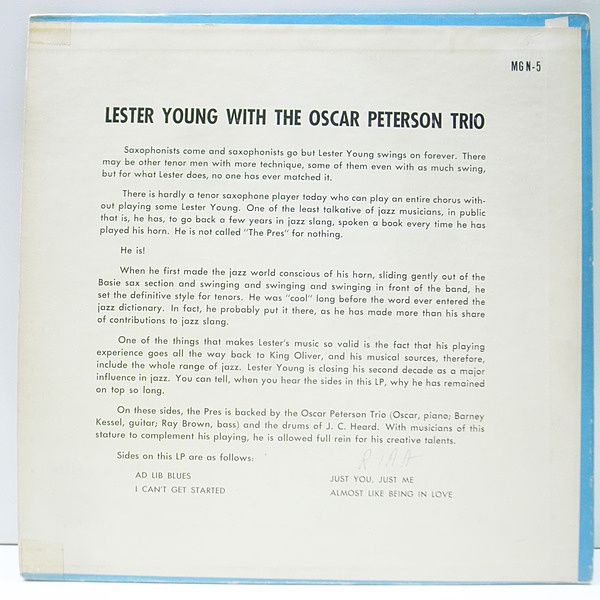 MG N-5
LESTER YOUNG WITH THE OSCAR PETERSON TRIO
Saxophonists come and saxophonists go but Lester Young swings on forever. There
may be other tenor men with more technique, some of them even with as much swing,
but for what Lester does, no one has ever matched it.
There is hardly a tenor saxophone player today who can play an entire chorus with-
out playing some Lester Young. One of the least talkative of jazz musicians, in public
that is, he has, to go back a few years in jazz slang, spoken a book every time he has
played his horn. He is not called "The Pres" for nothing.
He is!
When he first made the jazz world conscious of his horn, sliding gently out of the
Basie sax section and swinging and swinging and swinging in front of the band, he
set the definitive style for tenors. He was "cool" long before the word ever entered the
jazz dictionary. In fact, he probably put it there, as he has made more than his share
of contributions to jazz slang.
One of the things that makes Lester's music so valid is the fact that his playing
experience goes all the way back to King Oliver, and his musical sources, therefore,
include the whole range of jazz. Lester Young is closing his second decade as a major
influence in jazz. You can tell, when you hear the sides in this LP, why he has remained
on top so long.
On these sides, the Pres is backed by the Oscar Peterson Trio (Oscar, piano; Barney
Kessel, guitar; Ray Brown, bass) and the drums of J. C. Heard. With musicians of this
stature to complement his playing, he is allowed full rein for his creative talents.
Sides on this LP are as follows:
AD LIB BLUES
I CAN'T GET STARTED
JUST YOU, JUST ME
ALMOST LIKE BEING IN LOVE